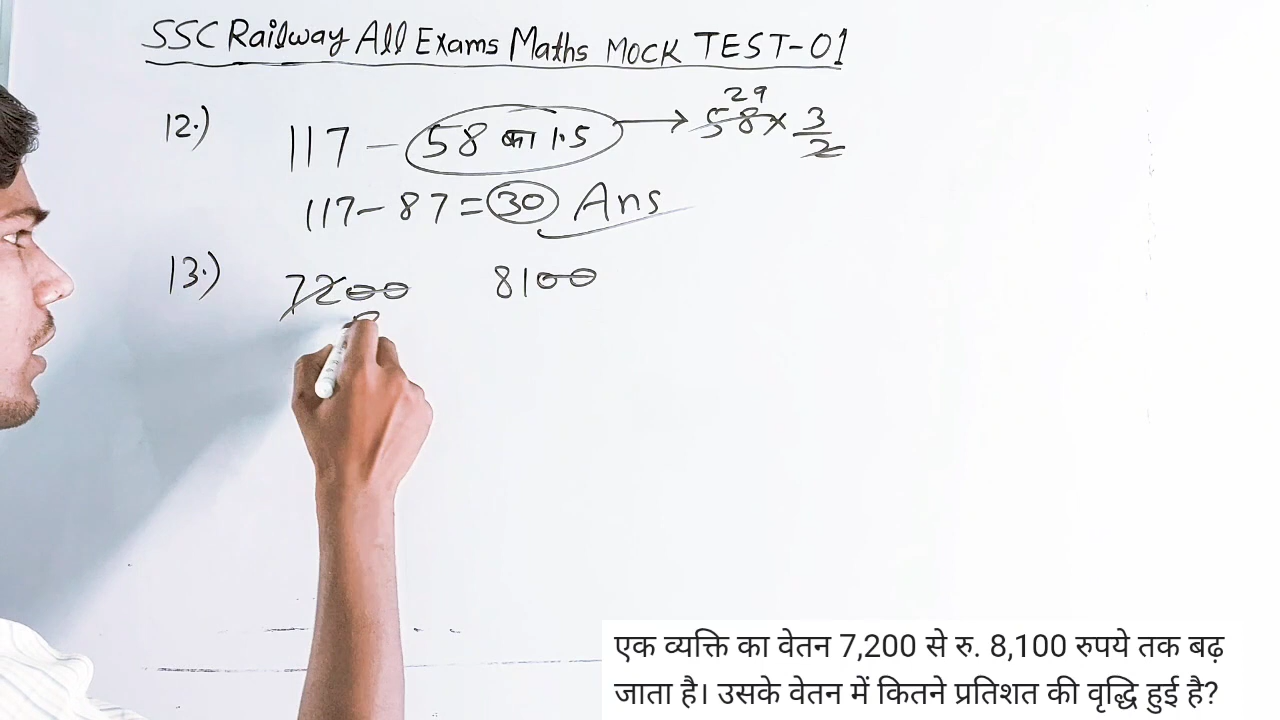 SSC Railway All Exams Maths MOCK TEST-01
12.) 117 - 58 का 1.5 → 58 × 3/2
29
117 - 87 = 30 Ans
13.) 7200 8100
एक व्यक्ति का वेतन 7,200 से रु. 8,100 रुपये तक बढ़
जाता है। उसके वेतन में कितने प्रतिशत की वृद्धि हुई है?